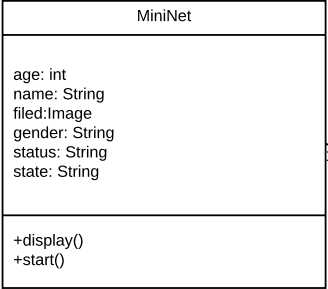 MiniNet
age: int
name: String
filed:Image
gender: String
status: String
state: String
+display()
+start()